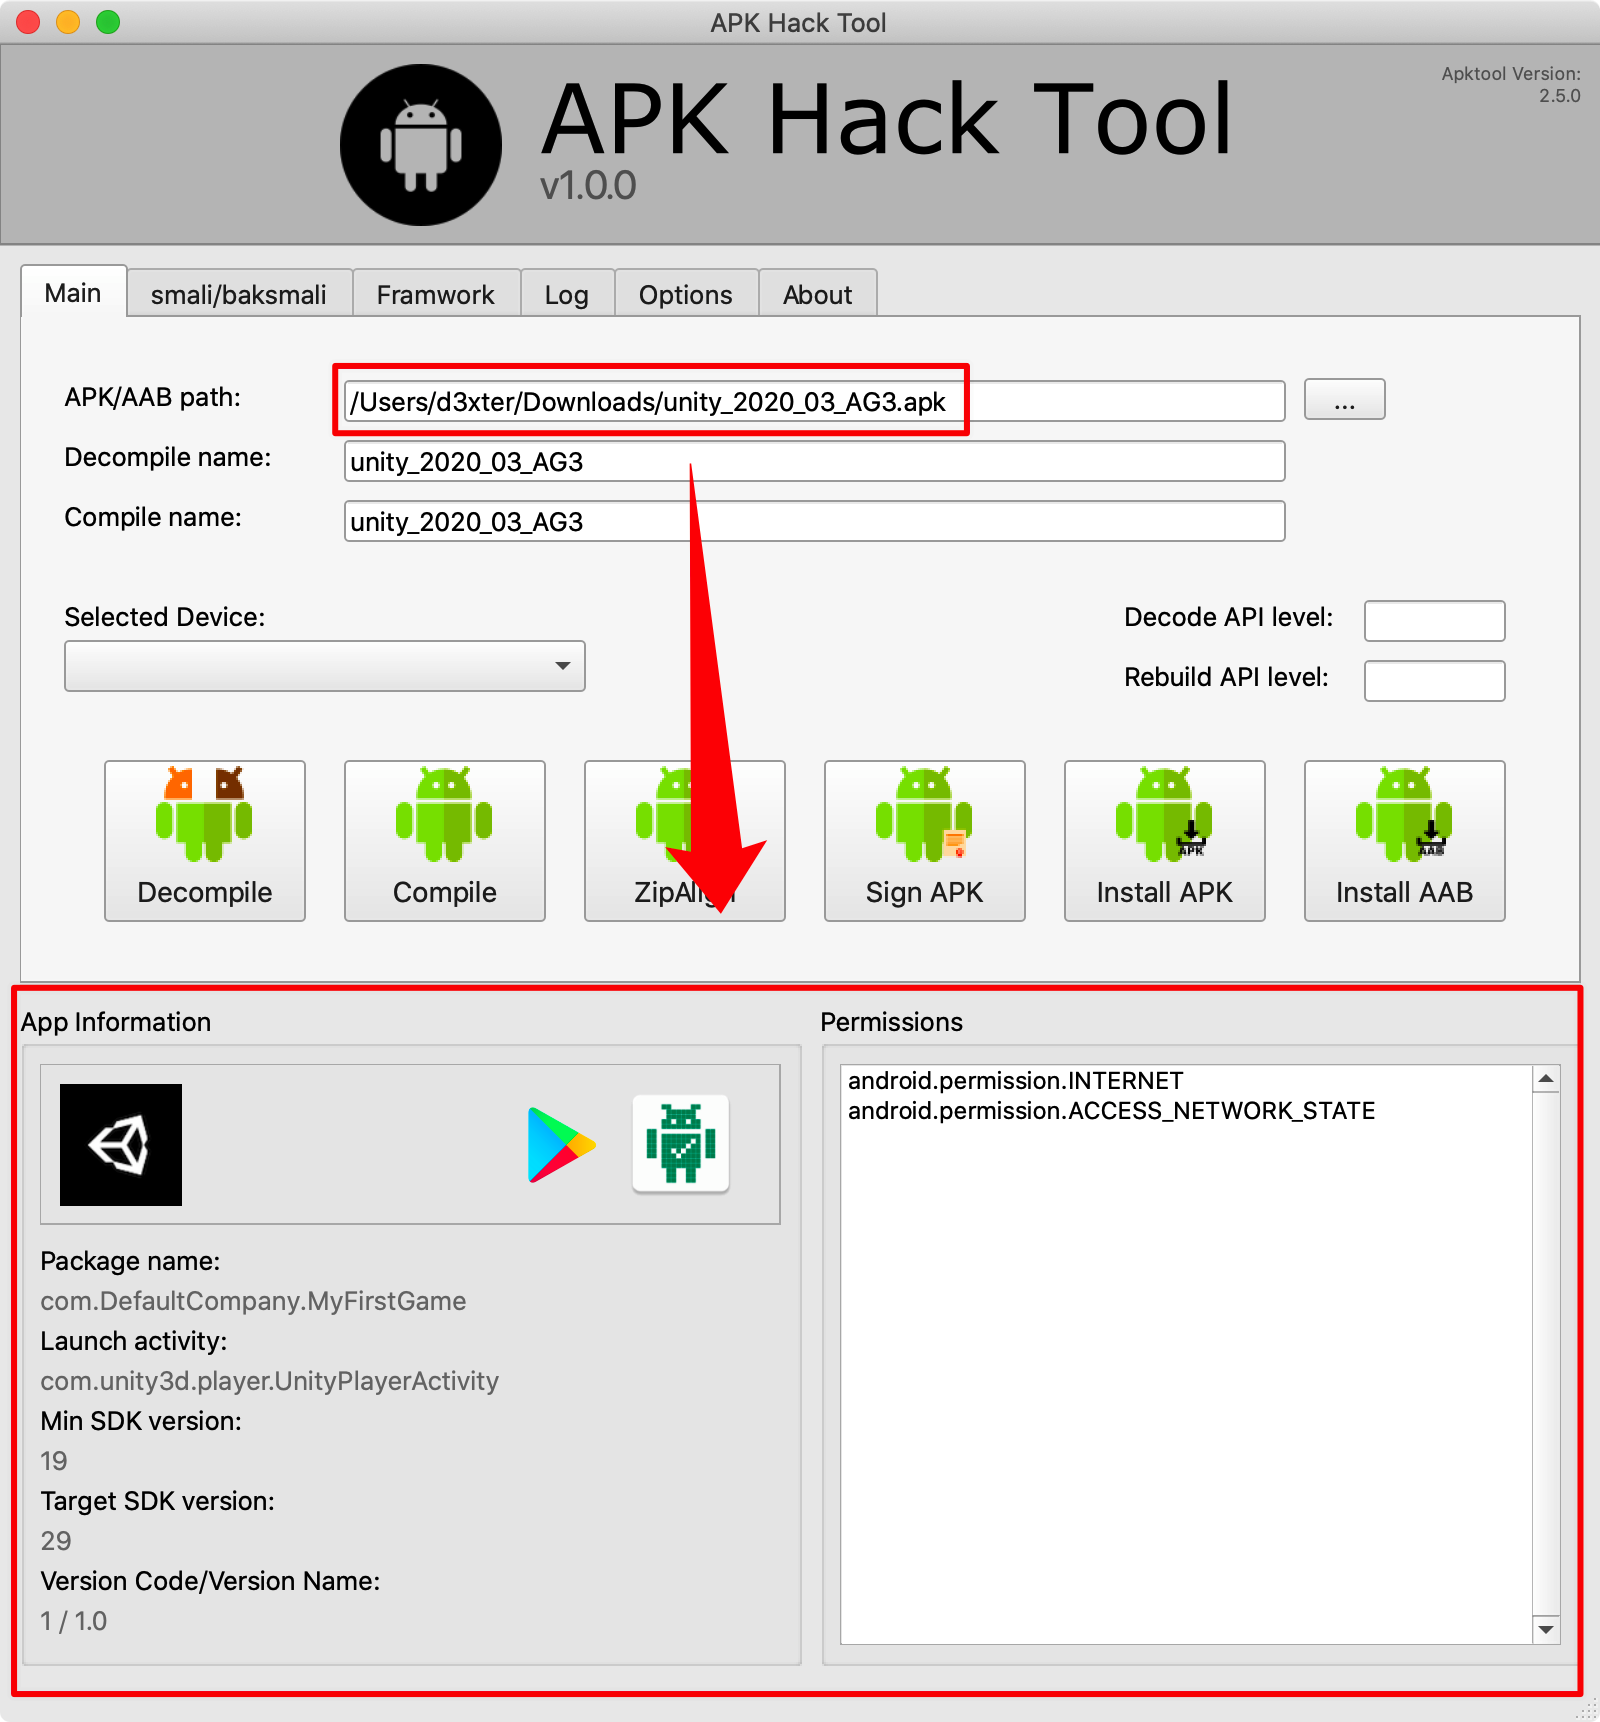 APK Hack Tool
APK Hack Tool
v1.0.0
Apktool Version:
2.5.0
Main
smali/baksmali
Framwork
Log
Options
About
APK/AAB path:
/Users/d3xter/Downloads/unity_2020_03_AG3.apk
...
Decompile name:
unity_2020_03_AG3
Compile name:
unity_2020_03_AG3
Selected Device:
Decode API level:
Rebuild API level:
Decompile
Compile
ZipAlign
Sign APK
APK
Install APK
AAB
Install AAB
App Information
Package name:
com.DefaultCompany.MyFirstGame
Launch activity:
com.unity3d.player.UnityPlayerActivity
Min SDK version:
19
Target SDK version:
29
Version Code/Version Name:
1 / 1.0
Permissions
android.permission.INTERNET
android.permission.ACCESS_NETWORK_STATE